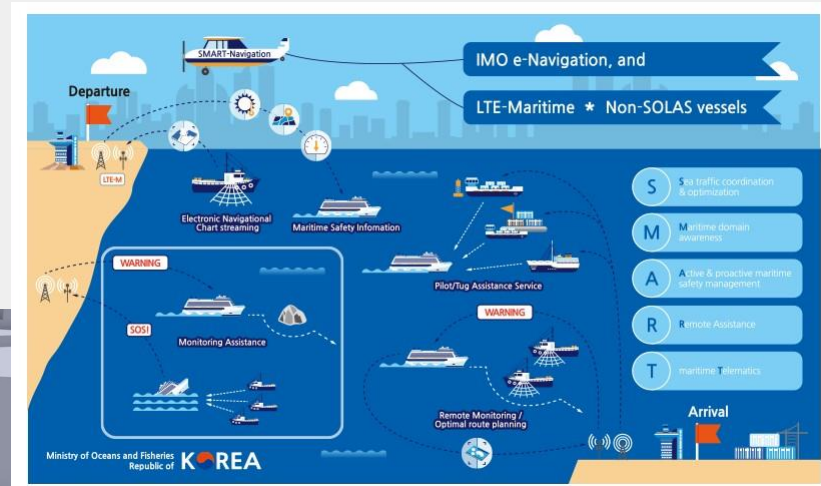 SMART-Navigation
IMO e-Navigation, and
LTE-Maritime * Non-SOLAS vessels
Departure
LTE-M
Electronic Navigational
Chart streaming
Maritime Safety Infomation
Pilot/Tug Assistance Service
WARNING
SOS!
Monitoring Assistance
WARNING
Remote Monitoring /
Optimal route planning
S
Sea traffic coordination
& optimization
M
Maritime domain
awareness
A
Active & proactive maritime
safety management
R
Remote Assistance
T
maritime Telematics
Arrival
Ministry of Oceans and Fisheries
Republic of KOREA